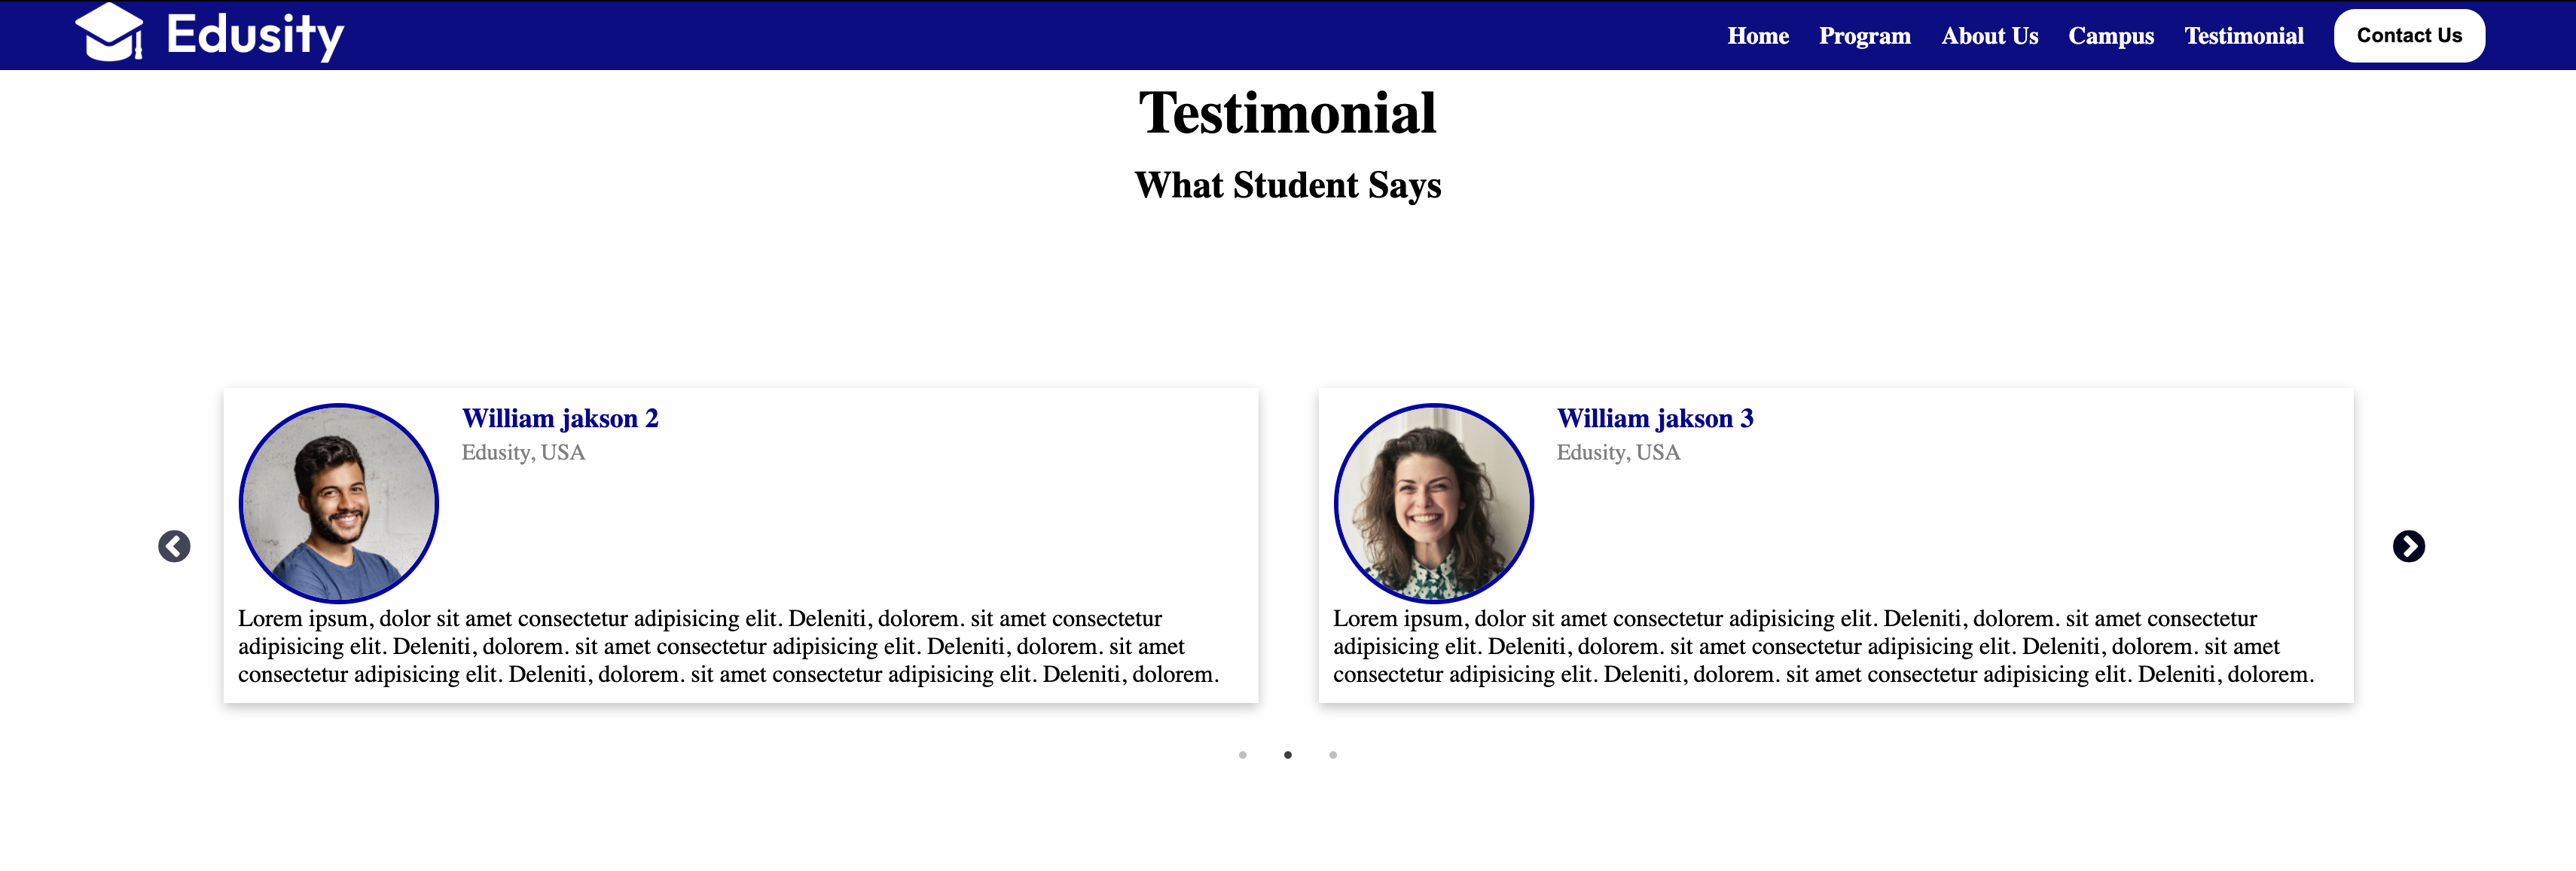 Edusity
Home Program About Us Campus Testimonial Contact Us
Testimonial
What Student Says
William jakson 2
Edusity, USA
Lorem ipsum, dolor sit amet consectetur adipisicing elit. Deleniti, dolorem. sit amet consectetur
adipisicing elit. Deleniti, dolorem. sit amet consectetur adipisicing elit. Deleniti, dolorem. sit amet
consectetur adipisicing elit. Deleniti, dolorem. sit amet consectetur adipisicing elit. Deleniti, dolorem.
William jakson 3
Edusity, USA
Lorem ipsum, dolor sit amet consectetur adipisicing elit. Deleniti, dolorem. sit amet consectetur
adipisicing elit. Deleniti, dolorem. sit amet consectetur adipisicing elit. Deleniti, dolorem. sit amet
consectetur adipisicing elit. Deleniti, dolorem. sit amet consectetur adipisicing elit. Deleniti, dolorem.